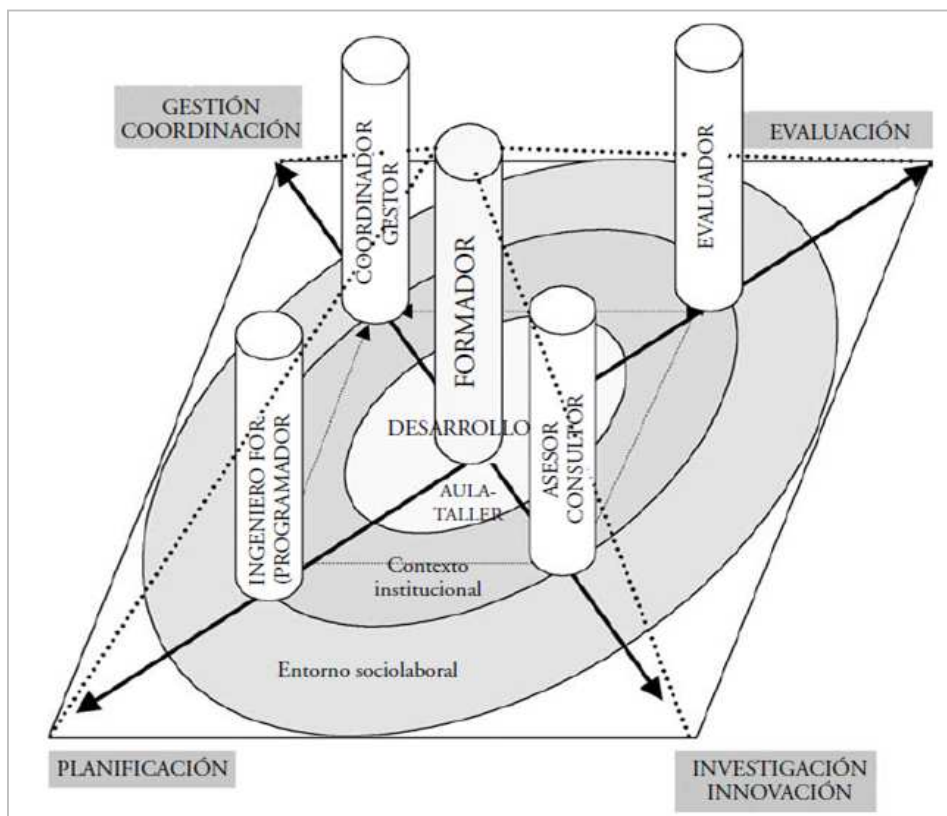 GESTIÓN
COORDINACIÓN
EVALUACIÓN
COORDINADOR
GESTOR
EVALUADOR
FORMADOR
DESARROLLO
INGENIERO FOR.
(PROGRAMADOR
ASESOR
CONSULTOR
AULA-
TALLER
Contexto
institucional
Entorno sociolaboral
PLANIFICACIÓN
INVESTIGACIÓN
INNOVACIÓN